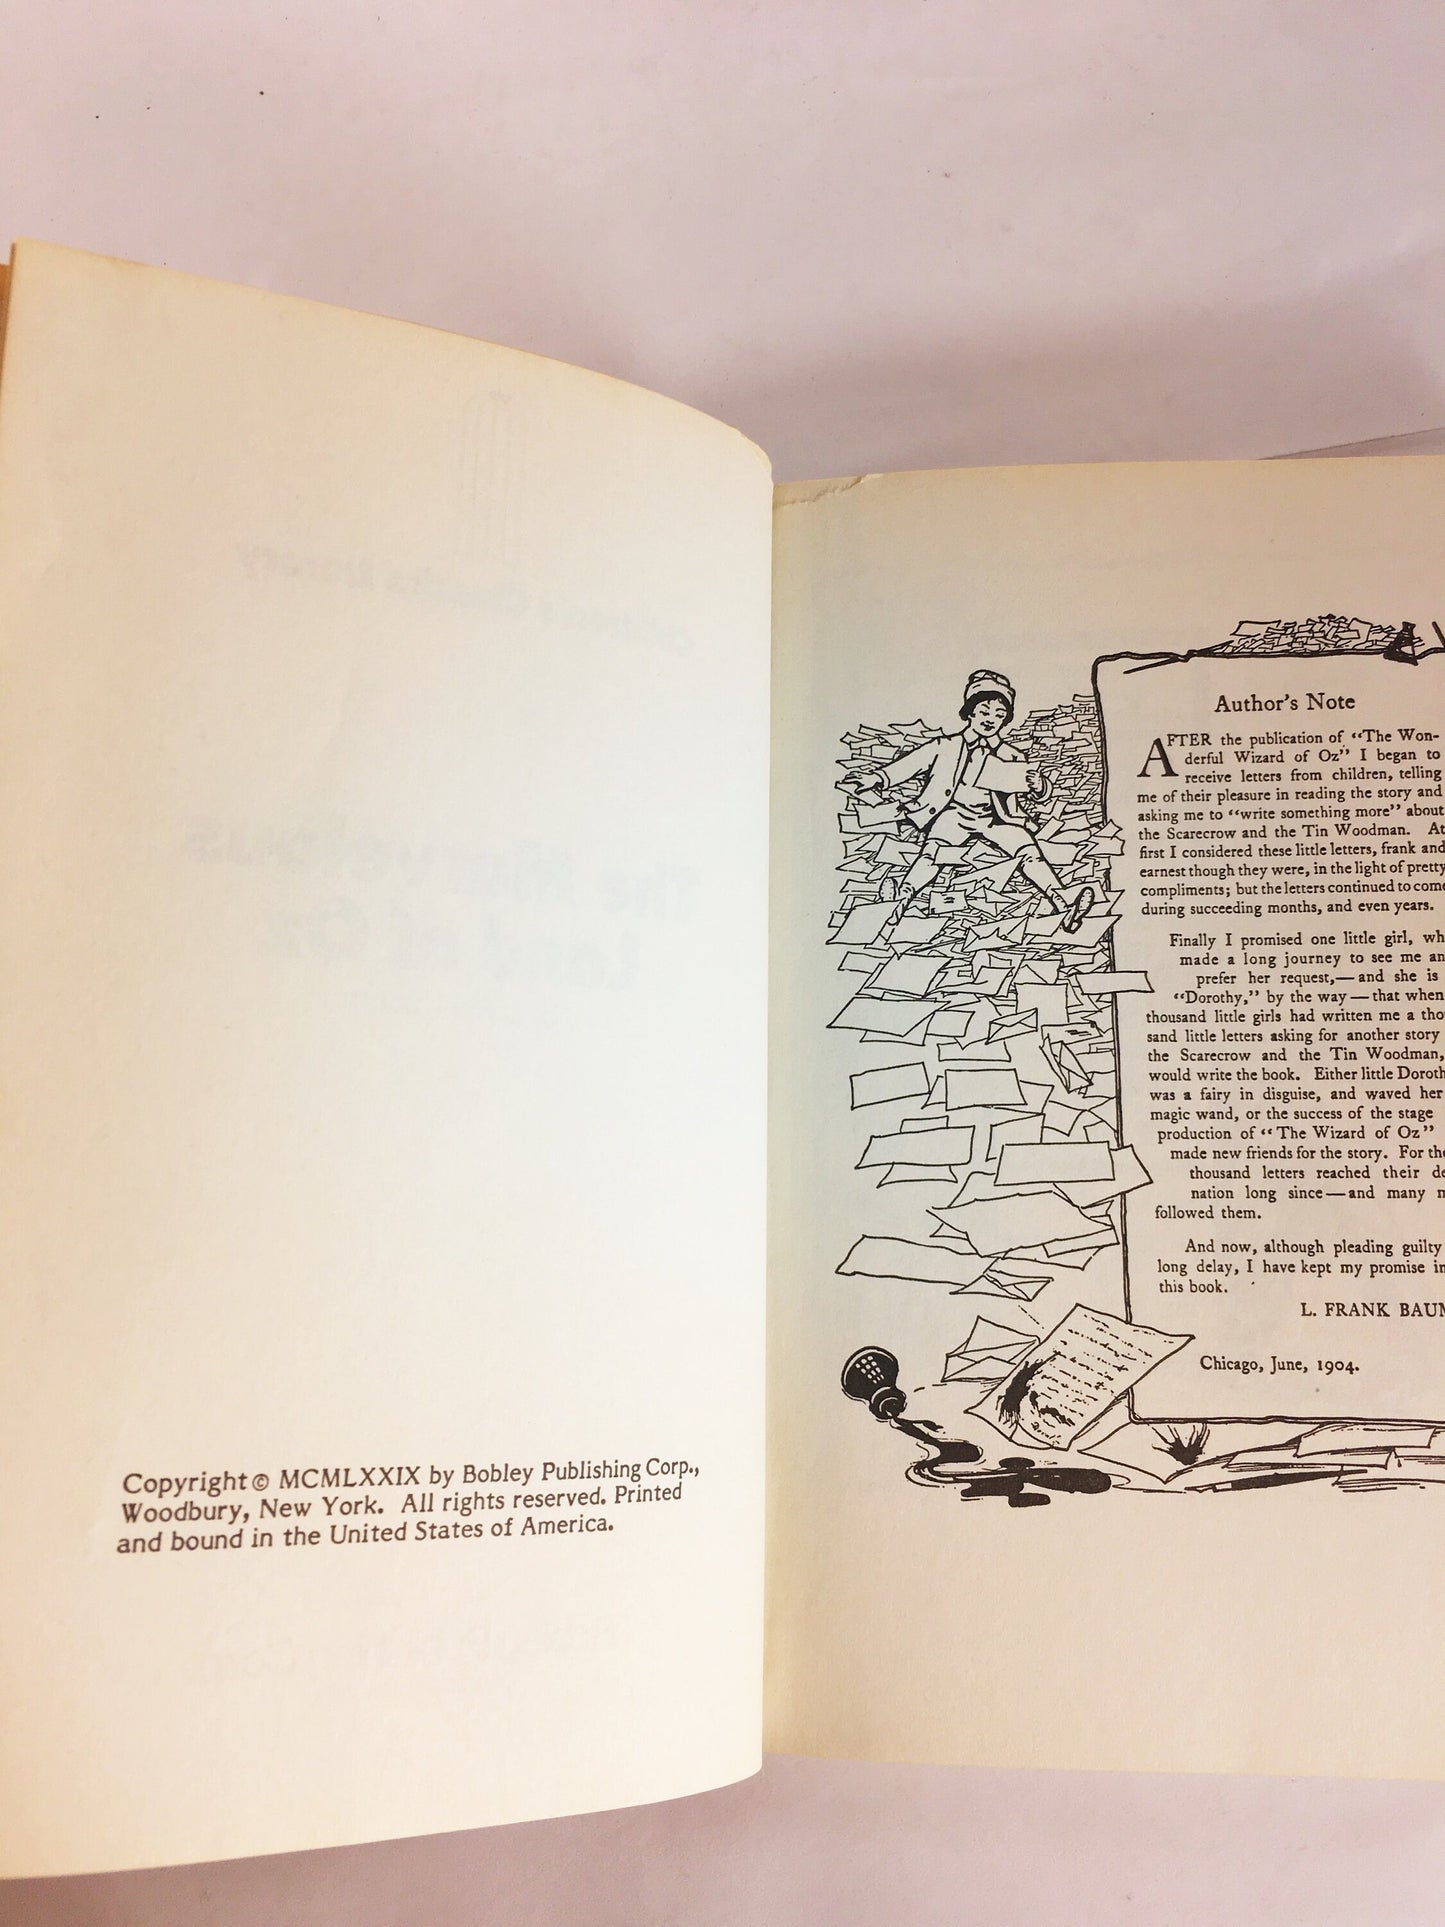 Copyright © MCMLXXIX by Bobley Publishing Corp.,
Woodbury, New York. All rights reserved. Printed
and bound in the United States of America.
Author's Note
AFTER the publication of "The Won-
derful Wizard of Oz" I began to
receive letters from children, telling
me of their pleasure in reading the story and
asking me to "write something more" about
the Scarecrow and the Tin Woodman. At
first I considered these little letters, frank and
earnest though they were, in the light of pretty
compliments; but the letters continued to come
during succeeding months, and even years.
Finally I promised one little girl, wh
made a long journey to see me an
prefer her request,—and she is
"Dorothy," by the way—that when
thousand little girls had written me a tho
sand little letters asking for another story
the Scarecrow and the Tin Woodman,
would write the book. Either little Doroth
was a fairy in disguise, and waved her
magic wand, or the success of the stage
production of "The Wizard of Oz"
made new friends for the story. For the
thousand letters reached their de
nation long since—and many m
followed them.
And now, although pleading guilty
long delay, I have kept my promise in
this book.
L. FRANK BAUM
Chicago, June, 1904.